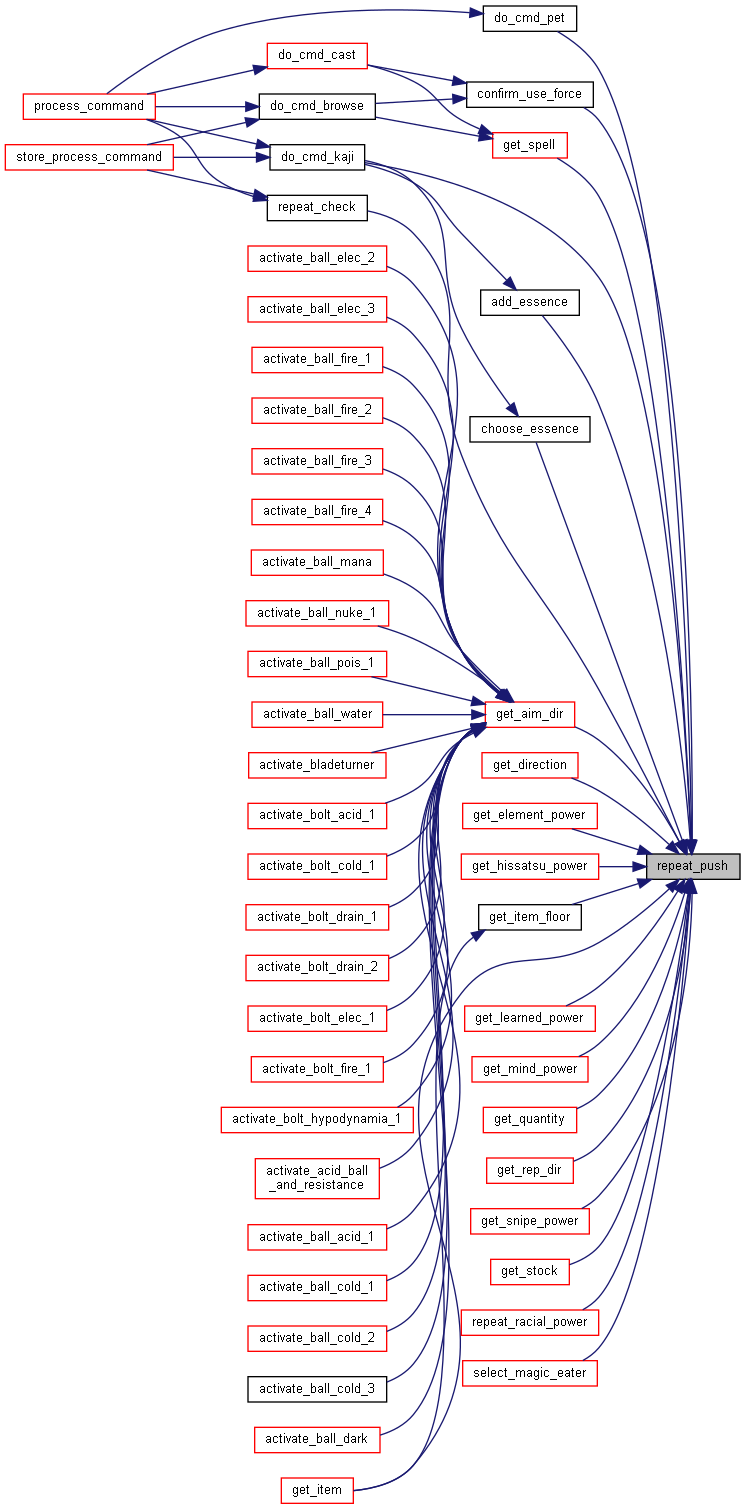 do_cmd_pet
do_cmd_cast
confirm_use_force
process_command
do_cmd_browse
get_spell
store_process_command
do_cmd_kaji
repeat_check
activate_ball_elec_2
add_essence
activate_ball_elec_3
activate_ball_fire_1
activate_ball_fire_2
choose_essence
activate_ball_fire_3
activate_ball_fire_4
activate_ball_mana
activate_ball_nuke_1
activate_ball_pois_1
activate_ball_water
get_aim_dir
activate_bladeturner
get_direction
activate_bolt_acid_1
get_element_power
activate_bolt_cold_1
get_hissatsu_power
repeat_push
activate_bolt_drain_1
get_item_floor
activate_bolt_drain_2
activate_bolt_elec_1
get_learned_power
activate_bolt_fire_1
get_mind_power
activate_bolt_hypodynamia_1
get_quantity
activate_acid_ball
_and_resistance
get_rep_dir
activate_ball_acid_1
get_snipe_power
activate_ball_cold_1
get_stock
activate_ball_cold_2
repeat_racial_power
activate_ball_cold_3
select_magic_eater
activate_ball_dark
get_item